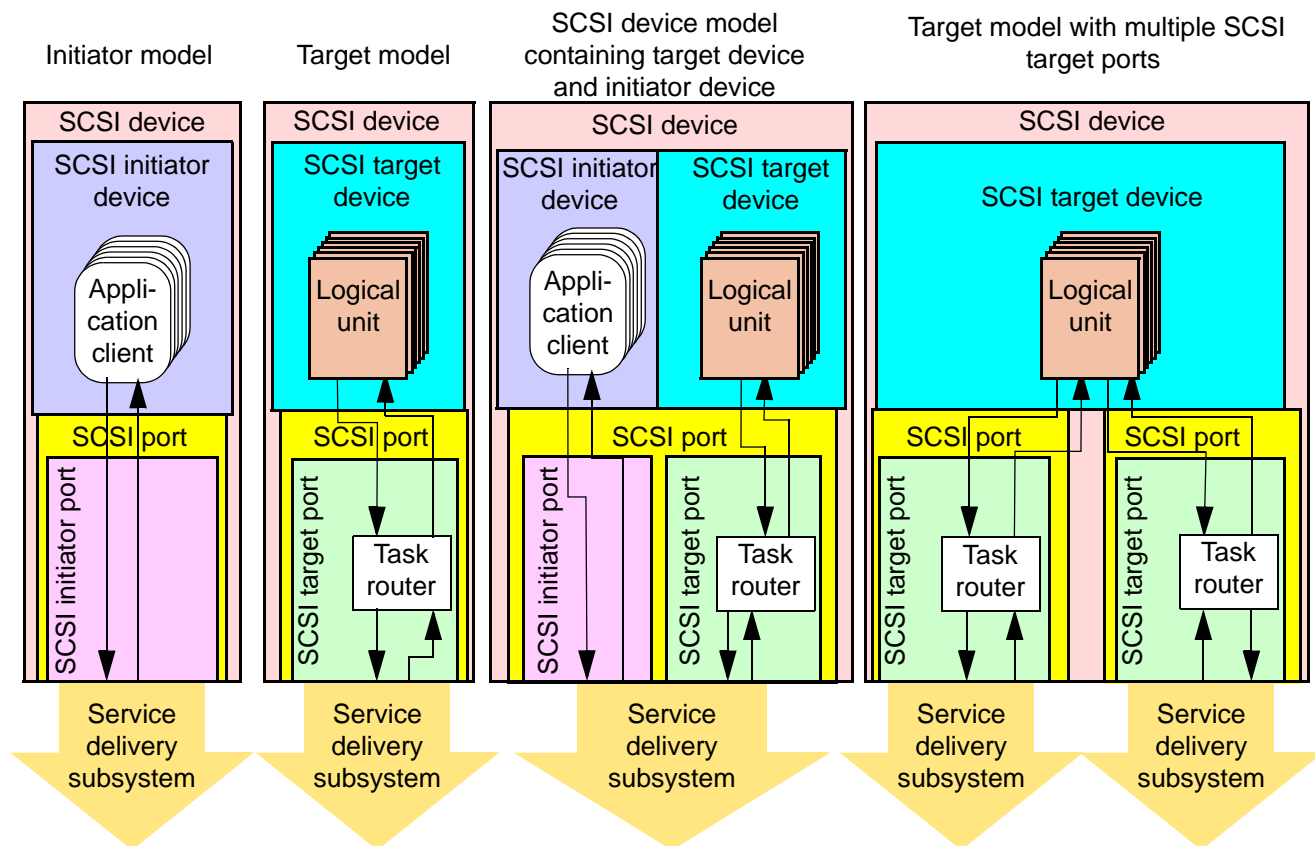 Initiator model
SCSI device
SCSI initiator
device
Appli-
cation
client
SCSI port
SCSI initiator port
Service
delivery
subsystem
Target model
SCSI device
SCSI target
device
Logical
unit
SCSI port
SCSI target port
Task
router
Service
delivery
subsystem
SCSI device model
containing target device
and initiator device
SCSI device
SCSI initiator
device
Appli-
cation
client
SCSI target
device
Logical
unit
SCSI port
SCSI initiator port
SCSI target port
Task
router
Service
delivery
subsystem
Target model with multiple SCSI
target ports
SCSI device
SCSI target device
Logical
unit
SCSI port
SCSI target port
Task
router
Service
delivery
subsystem
SCSI port
SCSI target port
Task
router
Service
delivery
subsystem